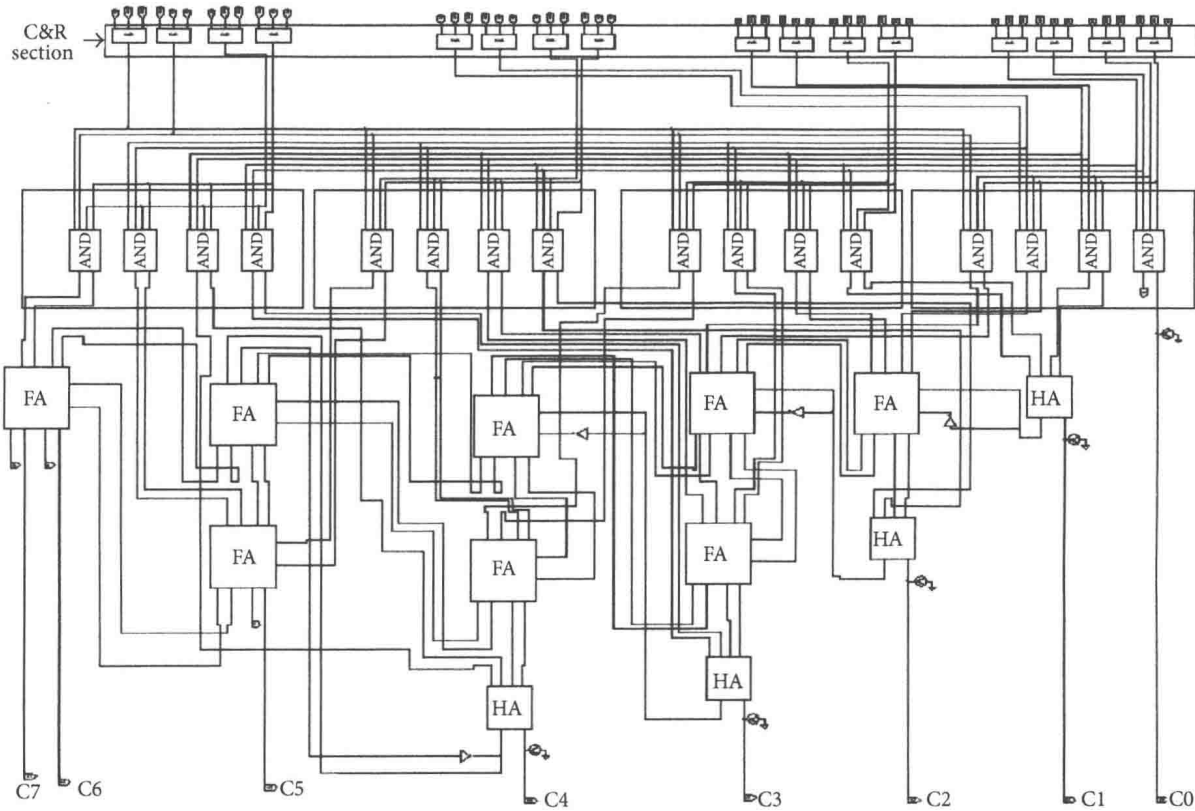 C&R
section
AND AND AND AND AND AND AND AND AND AND AND AND AND AND AND AND
FA FA FA FA FA HA
FA FA FA HA
HA HA
C7 C6 C5 C4 C3 C2 C1 C0